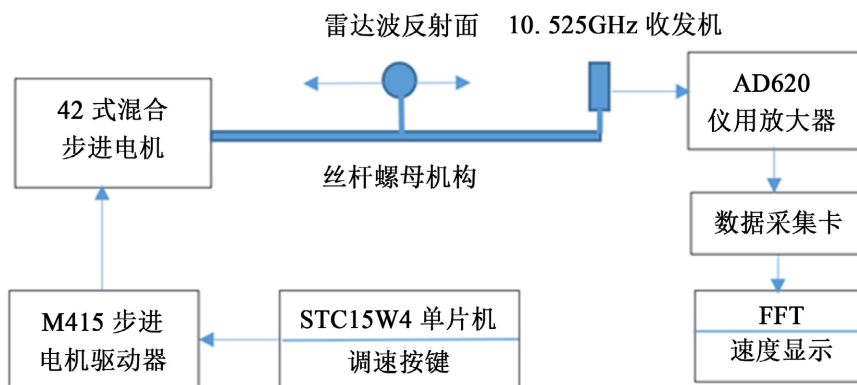 雷达波反射面 10.525GHz 收发机
42 式混合
步进电机
AD620
仪用放大器
丝杆螺母机构
数据采集卡
M415 步进
电机驱动器
STC15W4 单片机
调速按键
FFT
速度显示